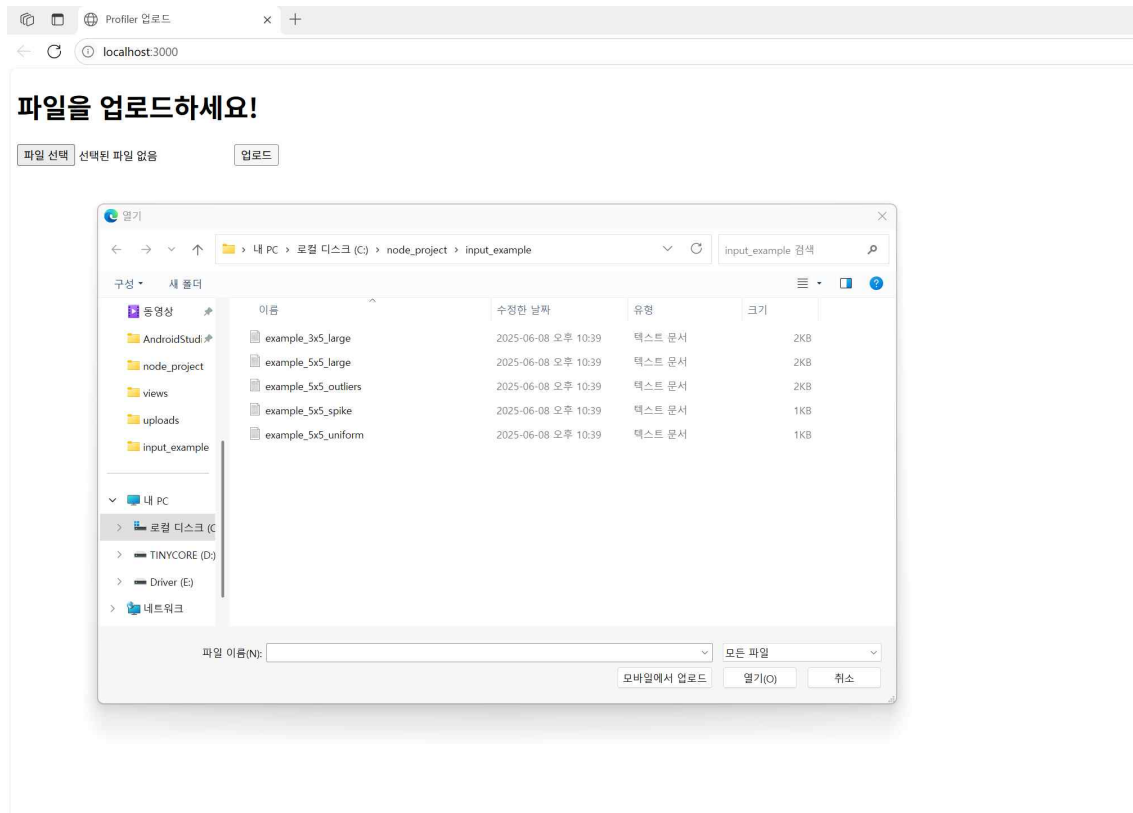 Profiler 업로드
localhost:3000
파일을 업로드하세요!
파일 선택 선택된 파일 없음 업로드
열기
내 PC > 로컬 디스크 (C:) > node_project > input_example
input_example 검색
구성 새 폴더
동영상
AndroidStudi
node_project
views
uploads
input_example
내 PC
로컬 디스크 (C
TINYCORE (D:)
Driver (E:)
네트워크
이름 수정한 날짜 유형 크기
example_3x5_large 2025-06-08 오후 10:39 텍스트 문서 2KB
example_5x5_large 2025-06-08 오후 10:39 텍스트 문서 2KB
example_5x5_outliers 2025-06-08 오후 10:39 텍스트 문서 2KB
example_5x5_spike 2025-06-08 오후 10:39 텍스트 문서 1KB
example_5x5_uniform 2025-06-08 오후 10:39 텍스트 문서 1KB
파일 이름(N):
모든 파일
모바일에서 업로드 열기(O) 취소